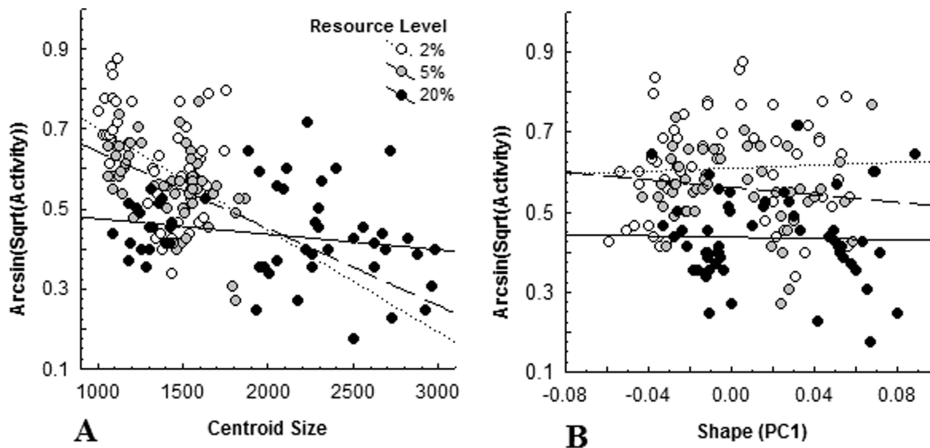 Resource Level
2%
5%
20%
Arcsin(Sqrt(Activity))
0.9
0.7
0.5
0.3
0.1
1000 1500 2000 2500 3000
A
Centroid Size
Arcsin(Sqrt(Activity))
0.9
0.7
0.5
0.3
0.1
-0.08 -0.04 0.00 0.04 0.08
B
Shape (PC1)